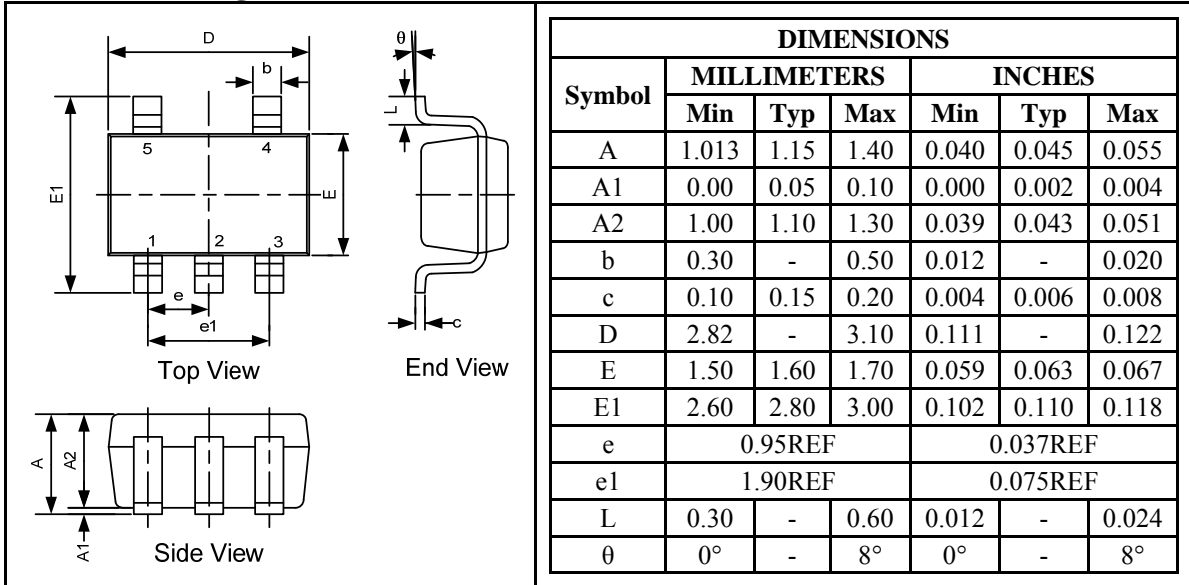 D
b
θ
L
5 4
E1
E
1 2 3
e
e1
c
Top View
End View
A
A2
A1
Side View
DIMENSIONS
Symbol MILLIMETERS INCHES
Min Typ Max Min Typ Max
A 1.013 1.15 1.40 0.040 0.045 0.055
A1 0.00 0.05 0.10 0.000 0.002 0.004
A2 1.00 1.10 1.30 0.039 0.043 0.051
b 0.30 - 0.50 0.012 - 0.020
c 0.10 0.15 0.20 0.004 0.006 0.008
D 2.82 - 3.10 0.111 - 0.122
E 1.50 1.60 1.70 0.059 0.063 0.067
E1 2.60 2.80 3.00 0.102 0.110 0.118
e 0.95REF 0.037REF
e1 1.90REF 0.075REF
L 0.30 - 0.60 0.012 - 0.024
θ 0° - 8° 0° - 8°